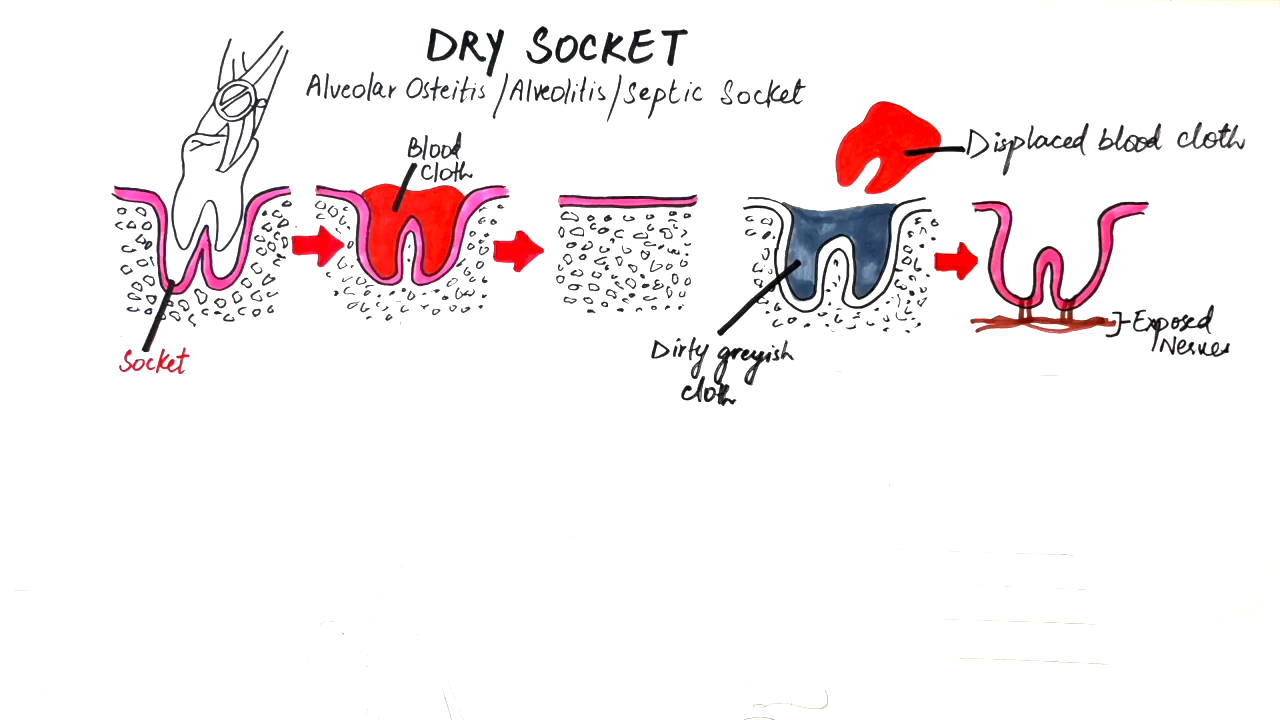 DRY SOCKET
Alveolar Osteitis / Alveolitis / Septic Socket
Blood
Cloth
Displaced blood cloth
Socket
Dirty greyish
cloth
Exposed
Nerves